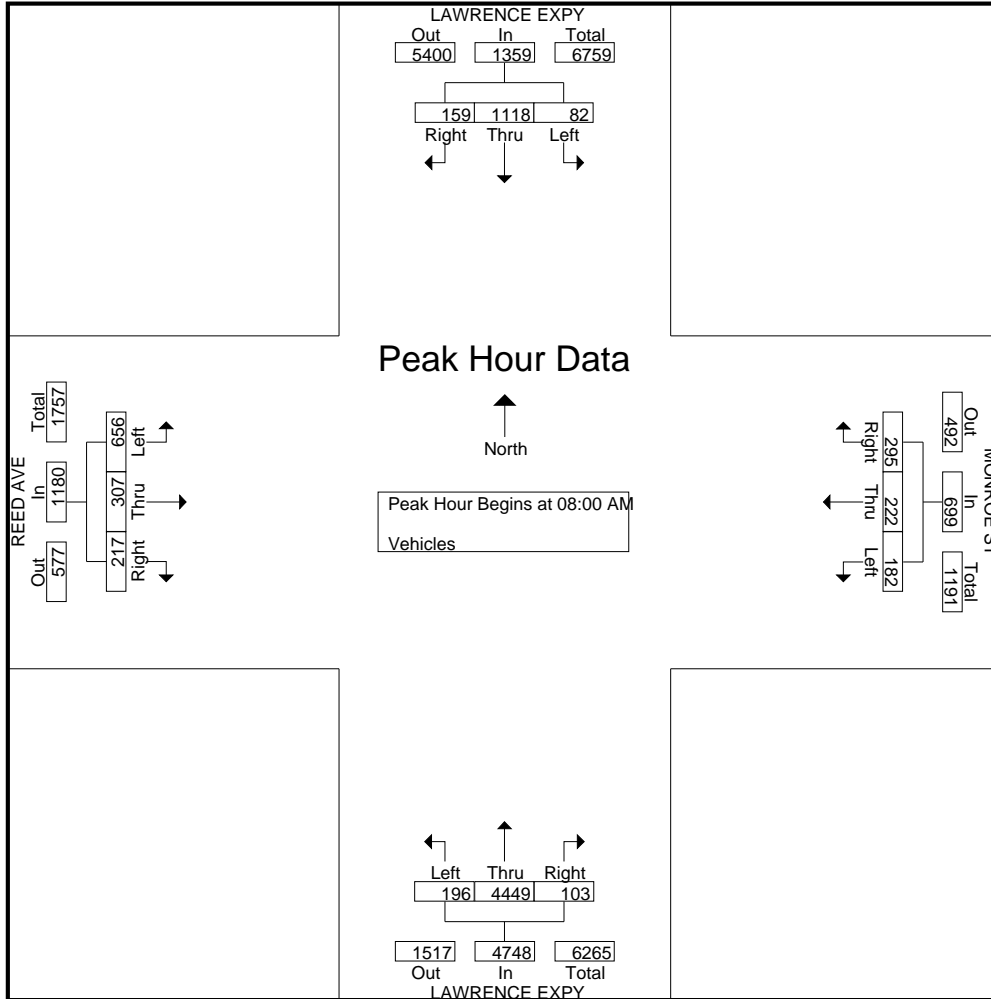 LAWRENCE EXPY
Out In Total
5400 1359 6759
159 1118 82
Right Thru Left
Peak Hour Data
North
Peak Hour Begins at 08:00 AM
Vehicles
REED AVE
Out In Total
577 1180 1757
Right Thru Left
217 307 656
MONROE ST
Out In Total
492 699 1191
Right Thru Left
295 222 182
Left Thru Right
196 4449 103
1517 4748 6265
Out In Total
LAWRENCE EXPY